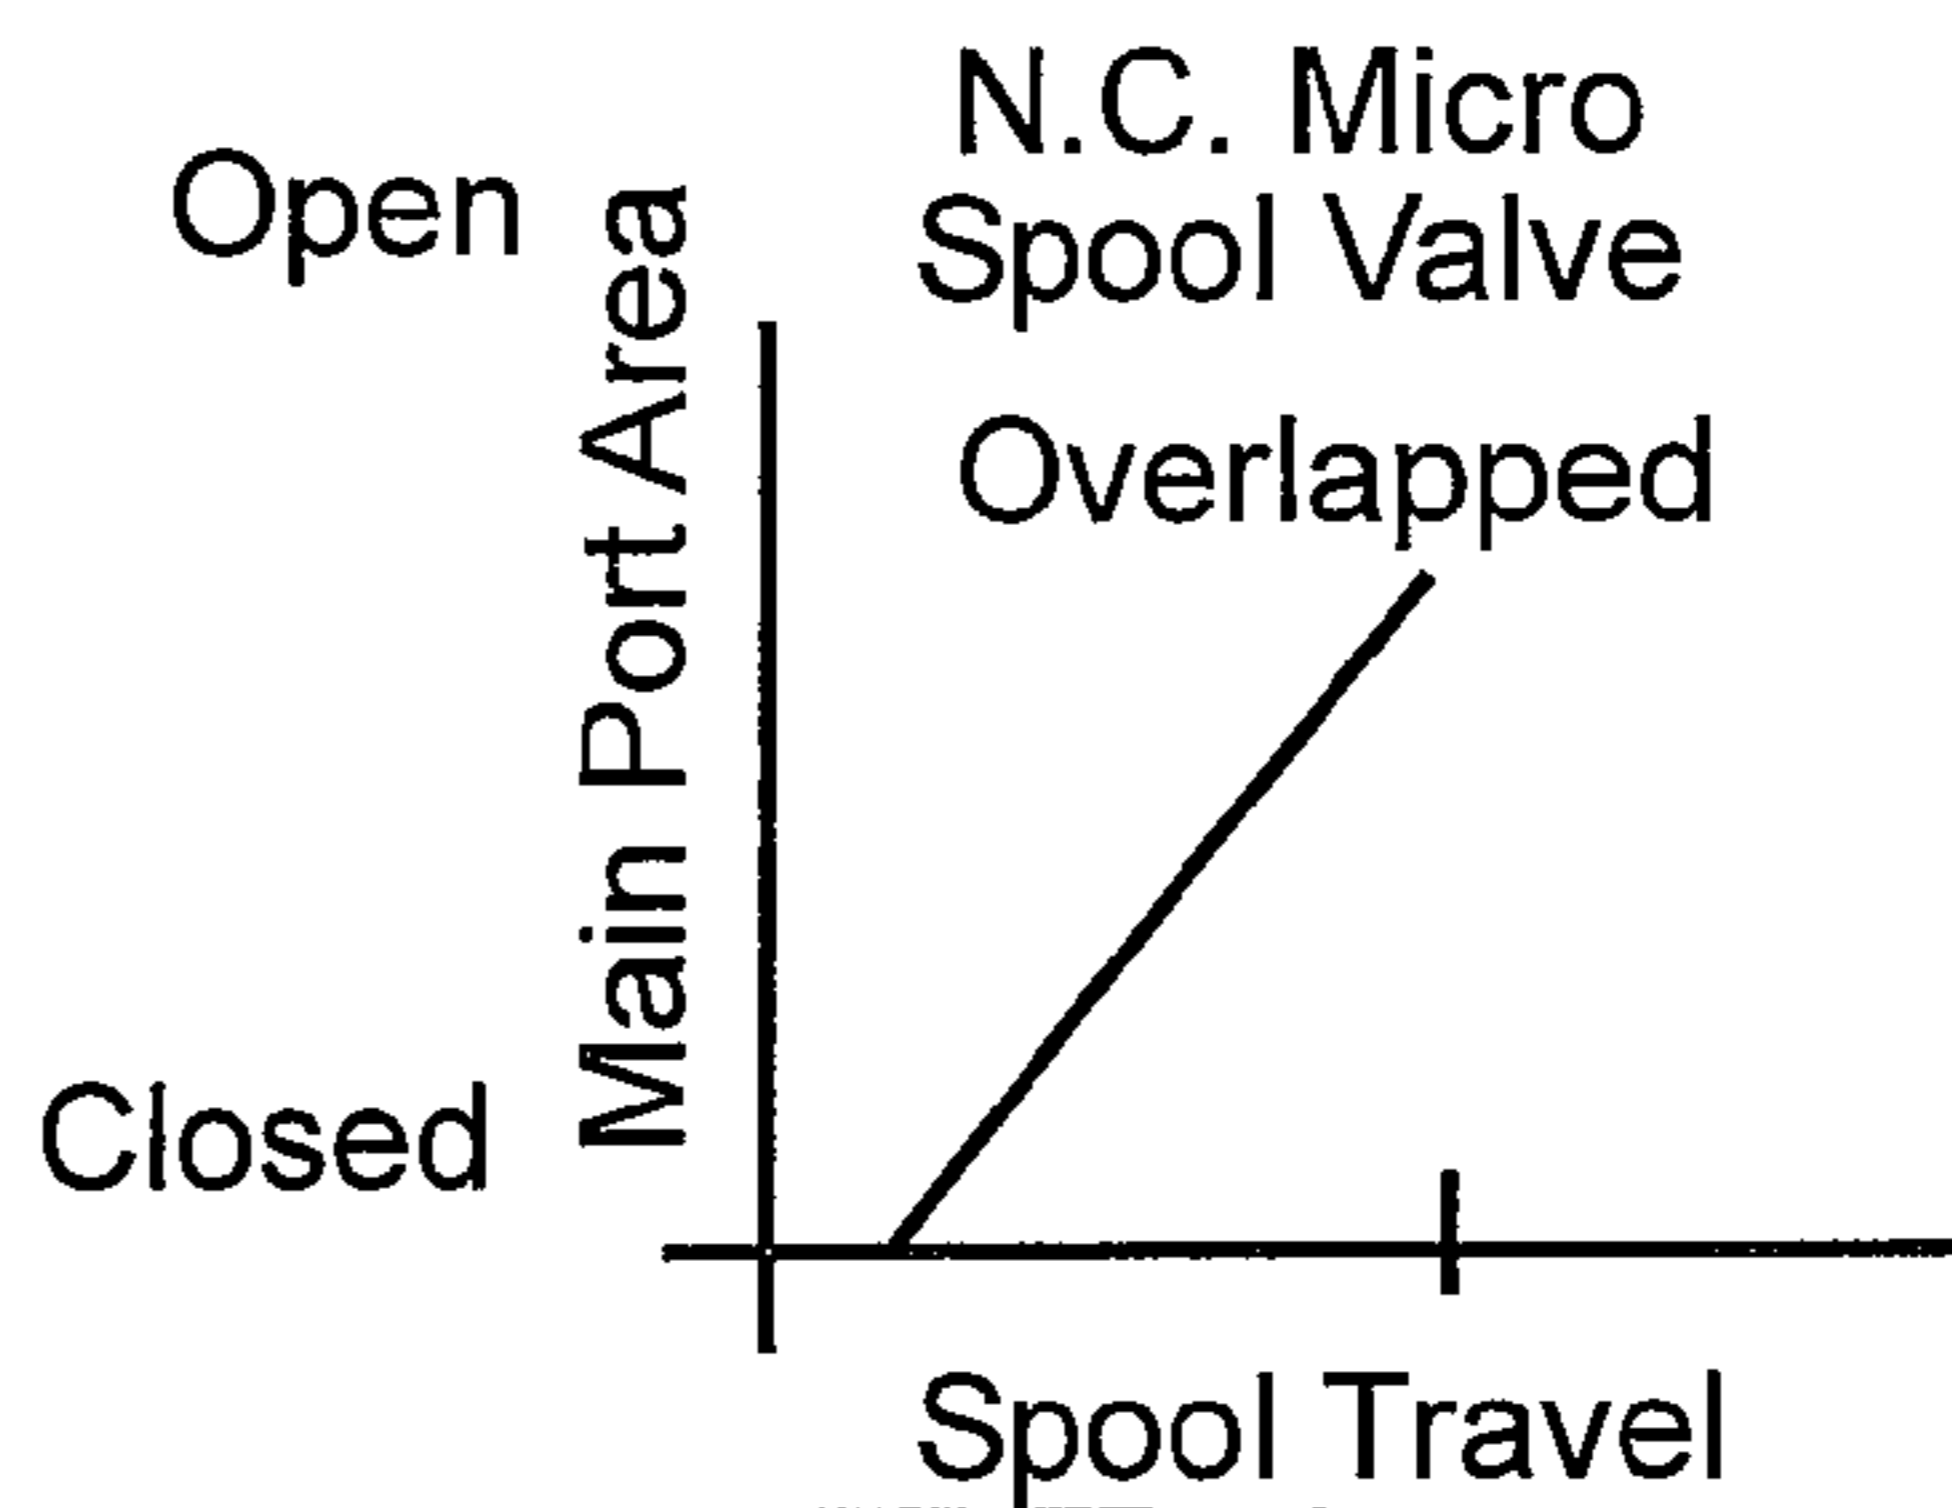 N.C. Micro
Spool Valve
Open
Main Port Area
Overlapped
Closed
Spool Travel